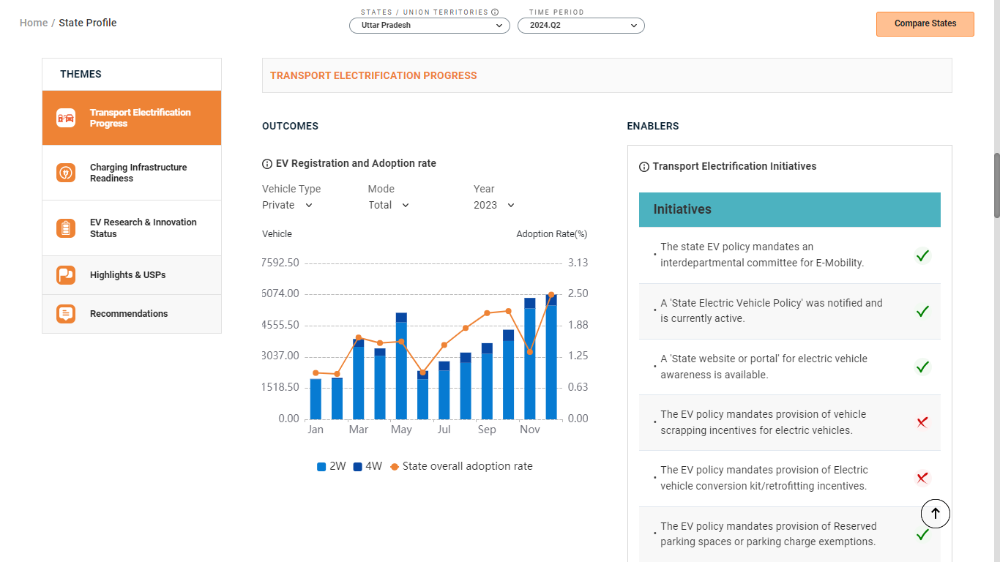 Home / State Profile
STATES / UNION TERRITORIES
Uttar Pradesh
TIME PERIOD
2024.Q2
Compare States
THEMES
Transport Electrification
Progress
Charging Infrastructure
Readiness
EV Research & Innovation
Status
Highlights & USPs
Recommendations
TRANSPORT ELECTRIFICATION PROGRESS
OUTCOMES
EV Registration and Adoption rate
Vehicle Type Mode Year
Private Total 2023
Vehicle Adoption Rate(%)
7592.50 3.13
6074.00 2.50
4555.50 1.88
3037.00 1.25
1518.50 0.63
0.00 0.00
Jan Mar May Jul Sep Nov
2W 4W State overall adoption rate
ENABLERS
Transport Electrification Initiatives
Initiatives
• The state EV policy mandates an
interdepartmental committee for E-Mobility.
• A 'State Electric Vehicle Policy' was notified and
is currently active.
• A 'State website or portal' for electric vehicle
awareness is available.
• The EV policy mandates provision of vehicle
scrapping incentives for electric vehicles.
• The EV policy mandates provision of Electric
vehicle conversion kit/retrofitting incentives.
• The EV policy mandates provision of Reserved
parking spaces or parking charge exemptions.